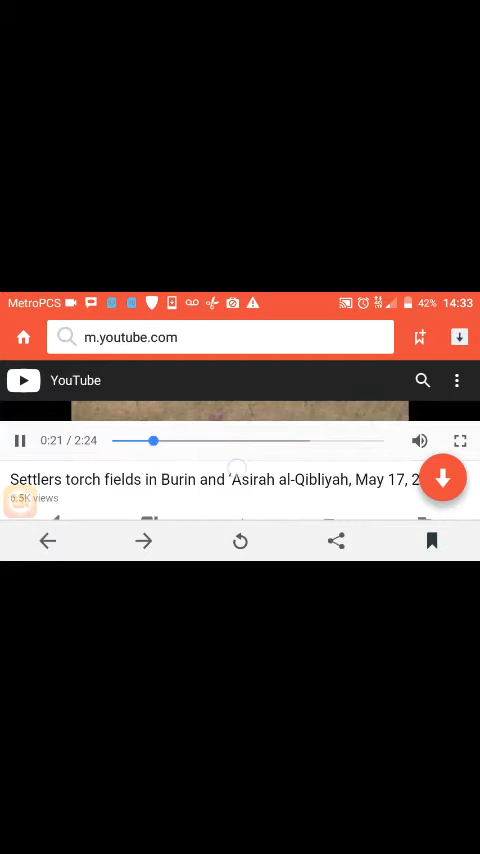 MetroPCS 42% 14:33
m.youtube.com
YouTube
0:21 / 2:24
Settlers torch fields in Burin and ‘Asirah al-Qibliyah, May 17, 2
6.5K views